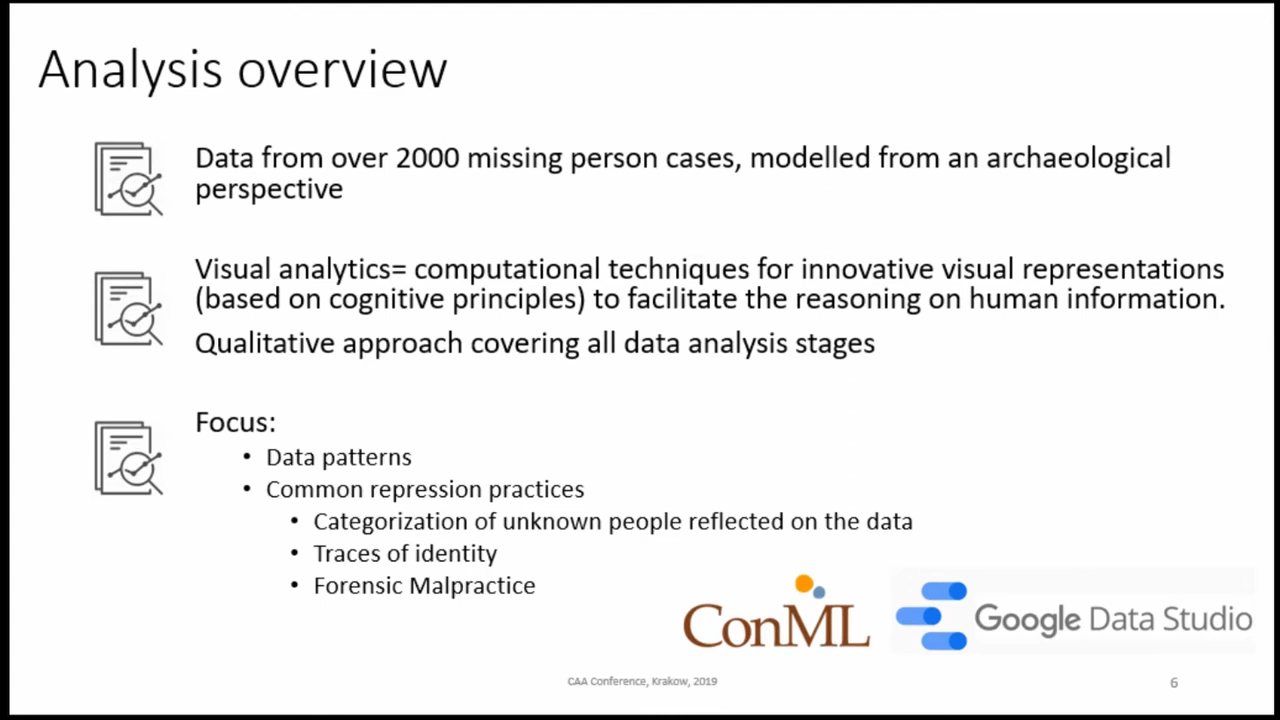 Analysis overview
Data from over 2000 missing person cases, modelled from an archaeological
perspective
Visual analytics= computational techniques for innovative visual representations
(based on cognitive principles) to facilitate the reasoning on human information.
Qualitative approach covering all data analysis stages
Focus:
• Data patterns
• Common repression practices
• Categorization of unknown people reflected on the data
• Traces of identity
• Forensic Malpractice
ConML
Google Data Studio
CAA Conference, Krakow, 2019
6